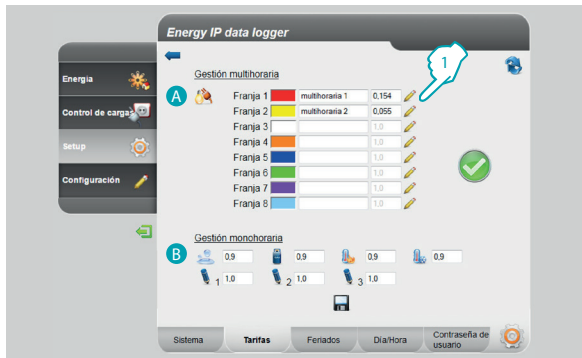 Energy IP data logger
1
Energia
Control de carga
Setup
Configuración
Gestión multihoraria
A
Franja 1 multihoraria 1 0,154
Franja 2 multihoraria 2 0,055
Franja 3 1,0
Franja 4 1,0
Franja 5 1,0
Franja 6 1,0
Franja 7 1,0
Franja 8 1,0
Gestión monohoraria
B
0,9 0,9 0,9 0,9
1 1,0 2 1,0 3 1,0
Sistema Tarifas Feriados Dia/Hora Contraseña de usuario